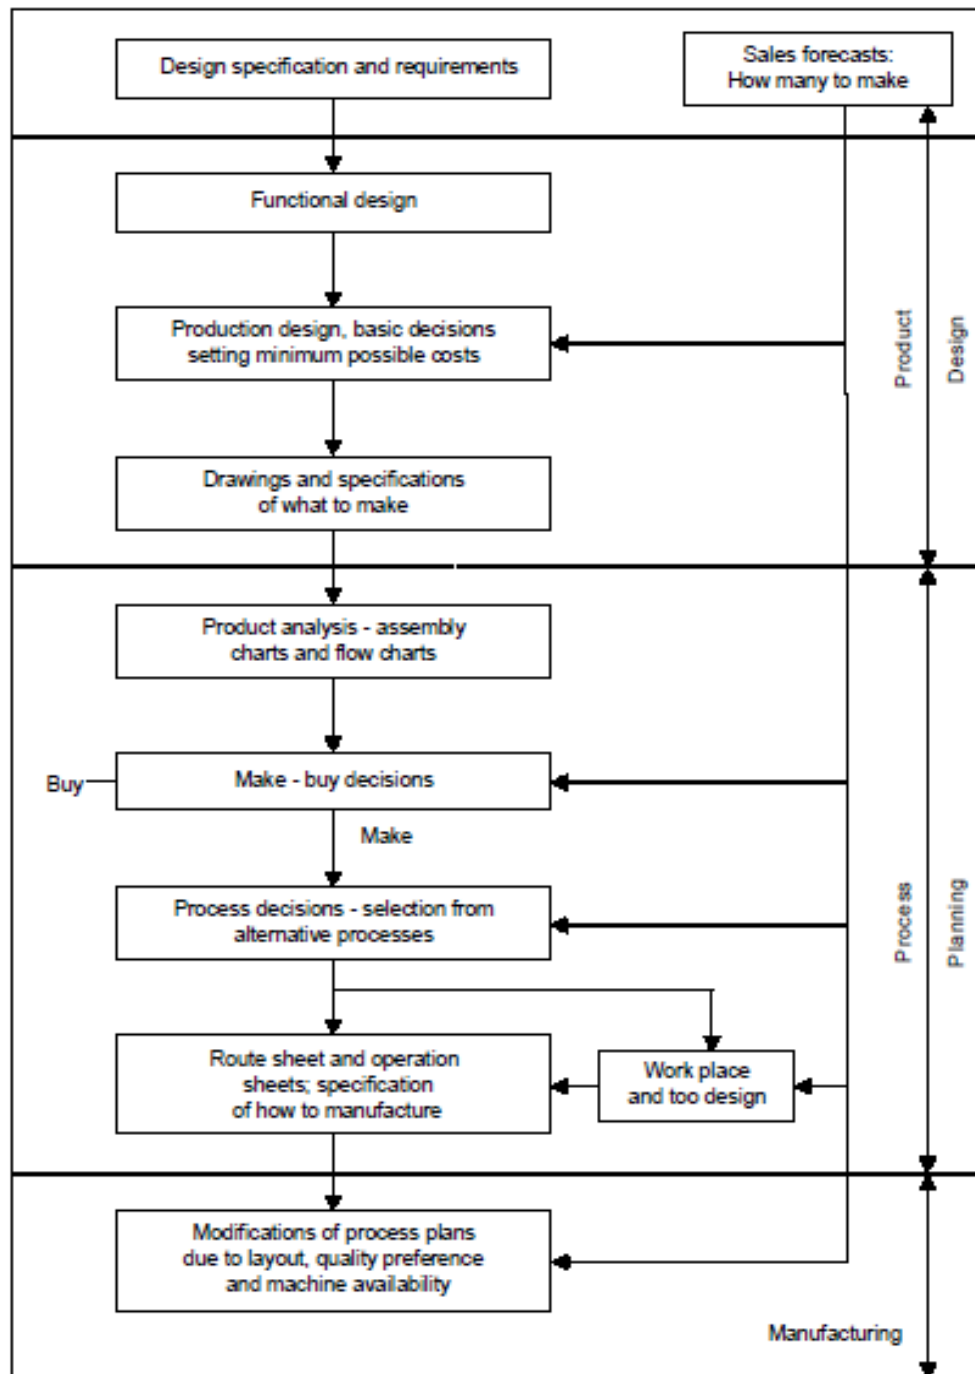 Design specification and requirements
Sales forecasts:
How many to make
Functional design
Production design, basic decisions
setting minimum possible costs
Product
Design
Drawings and specifications
of what to make
Product analysis - assembly
charts and flow charts
Buy
Make - buy decisions
Make
Process decisions - selection from
alternative processes
Process
Planning
Route sheet and operation
sheets; specification
of how to manufacture
Work place
and too design
Modifications of process plans
due to layout, quality preference
and machine availability
Manufacturing